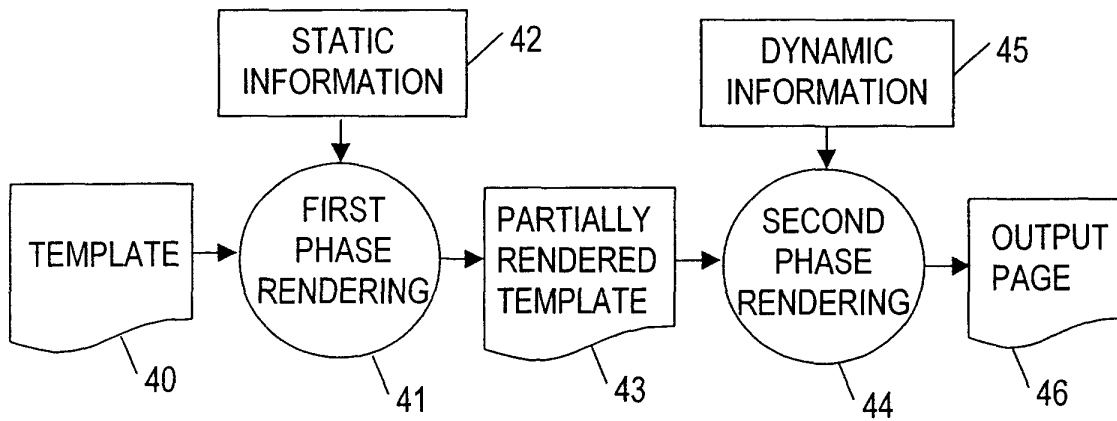 STATIC
INFORMATION
42
DYNAMIC
INFORMATION
45
TEMPLATE
40
FIRST
PHASE
RENDERING
41
PARTIALLY
RENDERED
TEMPLATE
43
SECOND
PHASE
RENDERING
44
OUTPUT
PAGE
46